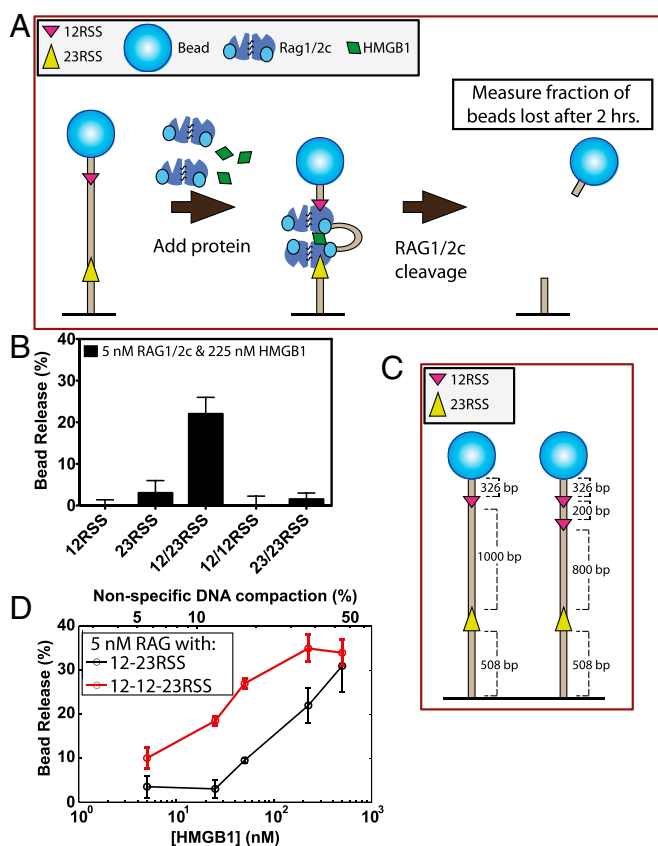 A
12RSS
23RSS
Bead
Rag1/2c
HMGB1
Measure fraction of
beads lost after 2 hrs.
Add protein
RAG1/2c
cleavage
B
5 nM RAG1/2c & 225 nM HMGB1
Bead Release (%)
40
30
20
10
0
12RSS
23RSS
12/23RSS
12/12RSS
23/23RSS
C
12RSS
23RSS
326 bp
1000 bp
508 bp
326 bp
200 bp
800 bp
508 bp
D
Non-specific DNA compaction (%)
5
10
50
5 nM RAG with:
12-23RSS
12-12-23RSS
Bead Release (%)
40
30
20
10
0
10⁰
10¹
10²
10³
[HMGB1] (nM)